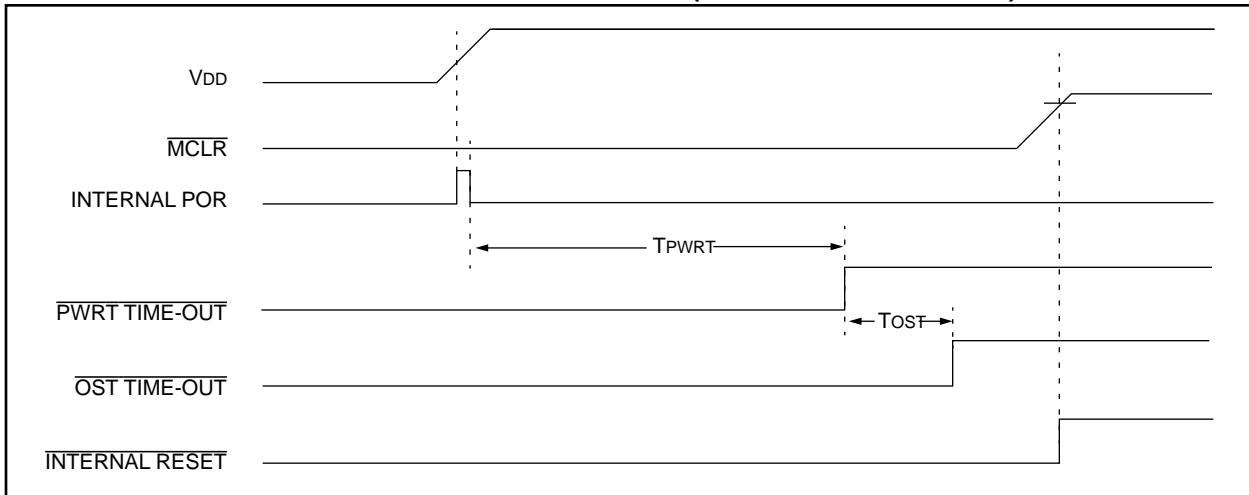 VDD
MCLR
INTERNAL POR
TPWRT
PWRT TIME-OUT
TOST
OST TIME-OUT
INTERNAL RESET